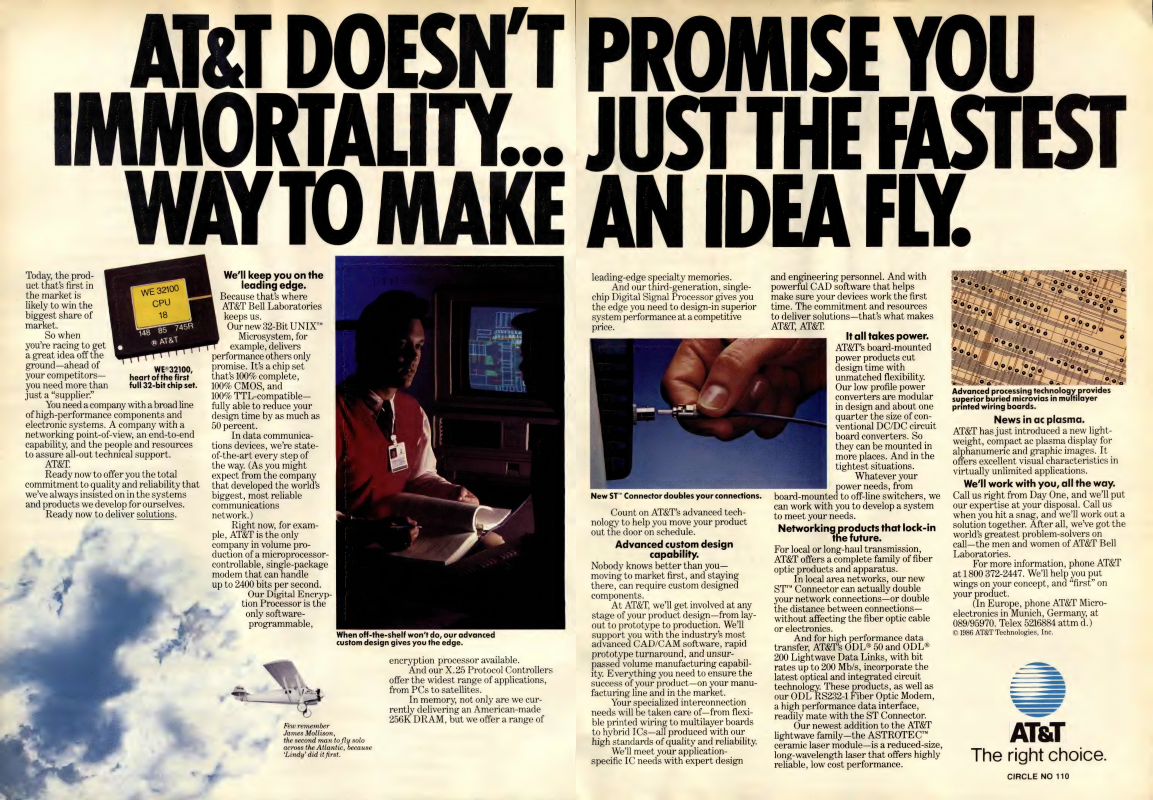 AT&T DOESN'T PROMISE YOU
IMMORTALITY... JUST THE FASTEST
WAY TO MAKE AN IDEA FLY.
Today, the prod-
uct that's first in
the market is
likely to win the
biggest share of
market.
So when
you're racing to get
a great idea off the
ground—ahead of
your competitors—
you need more than
just a "supplier."
You need a company with a broad line
of high-performance components and
electronic systems. A company with a
networking point-of-view, an end-to-end
capability, and the people and resources
to assure all-out technical support.
AT&T.
Ready now to offer you the total
commitment to quality and reliability that
we've always insisted on in the systems
and products we develop for ourselves.
Ready now to deliver solutions.
WE 32100
CPU
18
148 85 745R
® AT&T
WE®32100,
heart of the first
full 32-bit chip set.
We'll keep you on the
leading edge.
Because that's where
AT&T Bell Laboratories
keeps us.
Our new 32-Bit UNIX™
Microsystem, for
example, delivers
performance others only
promise. It's a chip set
that's 100% complete,
100% CMOS, and
100% TTL-compatible—
fully able to reduce your
design time by as much as
50 percent.
In data communica-
tions devices, we're state-
of-the-art every step of
the way. (As you might
expect from the company
that developed the world's
biggest, most reliable
communications
network.)
Right now, for exam-
ple, AT&T is the only
company in volume pro-
duction of a microprocessor-
controllable, single-package
modem that can handle
up to 2400 bits per second.
Our Digital Encryp-
tion Processor is the
only software-
programmable,
When off-the-shelf won't do, our advanced
custom design gives you the edge.
encryption processor available.
And our X.25 Protocol Controllers
offer the widest range of applications,
from PCs to satellites.
In memory, not only are we cur-
rently delivering an American-made
256K DRAM, but we offer a range of
Few remember
James Mollison,
the second man to fly solo
across the Atlantic, because
'Lindy' did it first.
leading-edge specialty memories.
And our third-generation, single-
chip Digital Signal Processor gives you
the edge you need to design-in superior
system performance at a competitive
price.
New ST™ Connector doubles your connections.
Count on AT&T's advanced tech-
nology to help you move your product
out the door on schedule.
Advanced custom design
capability.
Nobody knows better than you—
moving to market first, and staying
there, can require custom designed
components.
At AT&T, we'll get involved at any
stage of your product design—from lay-
out to prototype to production. We'll
support you with the industry's most
advanced CAD/CAM software, rapid
prototype turnaround, and unsur-
passed volume manufacturing capabil-
ity. Everything you need to ensure the
success of your product—on your manu-
facturing line and in the market.
Your specialized interconnection
needs will be taken care of—from flexi-
ble printed wiring to multilayer boards
to hybrid ICs—all produced with our
high standards of quality and reliability.
We'll meet your application-
specific IC needs with expert design
and engineering personnel. And with
powerful CAD software that helps
make sure your devices work the first
time. The commitment and resources
to deliver solutions—that's what makes
AT&T, AT&T.
It all takes power.
AT&T's board-mounted
power products cut
design time with
unmatched flexibility.
Our low profile power
converters are modular
in design and about one
quarter the size of con-
ventional DC/DC circuit
board converters. So
they can be mounted in
more places. And in the
tightest situations.
Whatever your
power needs, from
board-mounted to off-line switchers, we
can work with you to develop a system
to meet your needs.
Networking products that lock-in
the future.
For local or long-haul transmission,
AT&T offers a complete family of fiber
optic products and apparatus.
In local area networks, our new
ST™ Connector can actually double
your network connections—or double
the distance between connections—
without affecting the fiber optic cable
or electronics.
And for high performance data
transfer, AT&T's ODL® 50 and ODL®
200 Lightwave Data Links, with bit
rates up to 200 Mb/s, incorporate the
latest optical and integrated circuit
technology. These products, as well as
our ODL RS232-1 Fiber Optic Modem,
a high performance data interface,
readily mate with the ST Connector.
Our newest addition to the AT&T
lightwave family—the ASTROTEC™
ceramic laser module—is a reduced-size,
long-wavelength laser that offers highly
reliable, low cost performance.
Advanced processing technology provides
superior buried microvias in multilayer
printed wiring boards.
News in ac plasma.
AT&T has just introduced a new light-
weight, compact ac plasma display for
alphanumeric and graphic images. It
offers excellent visual characteristics in
virtually unlimited applications.
We'll work with you, all the way.
Call us right from Day One, and we'll put
our expertise at your disposal. Call us
when you hit a snag, and we'll work out a
solution together. After all, we've got the
world's greatest problem-solvers on
call—the men and women of AT&T Bell
Laboratories.
For more information, phone AT&T
at 1 800 372-2447. We'll help you put
wings on your concept, and "first" on
your product.
(In Europe, phone AT&T Micro-
electronics in Munich, Germany, at
089/95970. Telex 5216884 attm d.)
© 1986 AT&T Technologies, Inc.
AT&T
The right choice.
CIRCLE NO 110